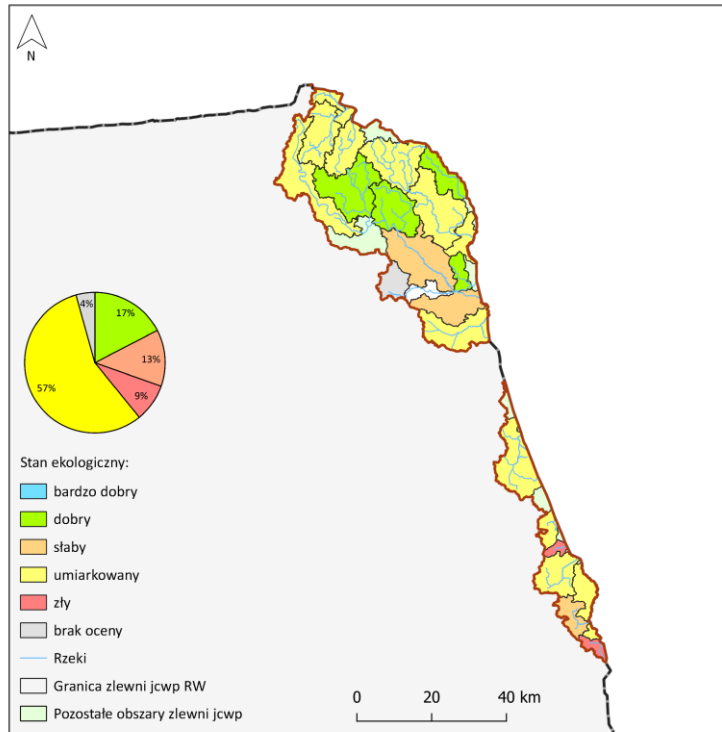 N
4%
17%
13%
9%
57%
Stan ekologiczny:
bardzo dobry
dobry
słaby
umiarkowany
zły
brak oceny
Rzeki
Granica zlewni jcwp RW
Pozostałe obszary zlewni jcwp
0 20 40 km